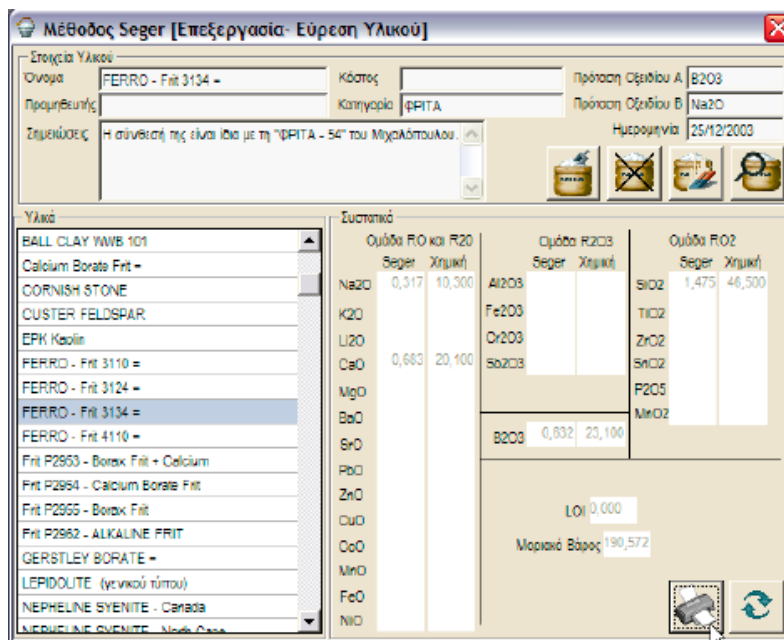 Μέθοδος Seger [Επεξεργασία- Εύρεση Υλικού]
Στοιχεία Υλικού
Όνομα FERRO - Frit 3134 = Κόστος Πρόταση Οξειδίου Α B2O3
Προμηθευτής Κατηγορία ΦΡΙΤΑ Πρόταση Οξειδίου Β Na2O
Σημειώσεις Η σύνθεσή της είναι ίδια με τη "ΦΡΙΤΑ - 54" του Μιχαλόπουλου. Ημερομηνία 25/12/2003
Υλικά
BALL CLAY WWB 101
Calcium Borate Frit =
CORNISH STONE
CUSTER FELDSPAR
EPK Kaolin
FERRO - Frit 3110 =
FERRO - Frit 3124 =
FERRO - Frit 3134 =
FERRO - Frit 4110 =
Frit P2953 - Borax Frit + Calcium
Frit P2954 - Calcium Borate Frit
Frit P2955 - Borax Frit
Frit P2962 - ALKALINE FRIT
GERSTLEY BORATE =
LEPIDOLITE (γενικού τύπου)
NEPHELINE SYENITE - Canada
NEPHELINE SYENITE - North Cape
Συστατικά
Ομάδα RO και R2O
Seger Χημική
Na2O 0,317 10,300
K2O
Li2O
CaO 0,683 20,100
MgO
BaO
SrO
PbO
ZnO
CuO
CoO
MnO
FeO
NiO
Ομάδα R2O3
Seger Χημική
Al2O3
Fe2O3
Cr2O3
Sb2O3
B2O3 0,632 23,100
Ομάδα RO2
Seger Χημική
SiO2 1,475 46,500
TiO2
ZrO2
SnO2
P2O5
MnO2
LOI 0,000
Μοριακό Βάρος 190,572